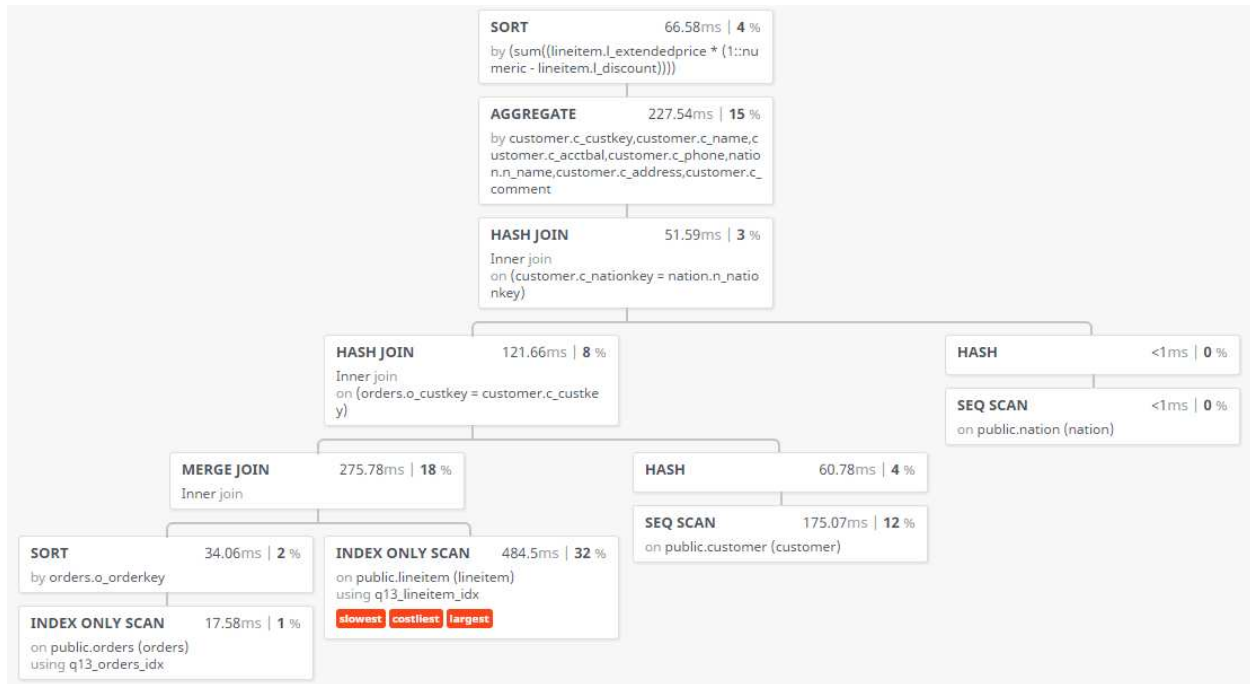 SORT 66.58ms | 4 %
by (sum((lineitem.l_extendedprice * (1::nu
meric - lineitem.l_discount))))
AGGREGATE 227.54ms | 15 %
by customer.c_custkey,customer.c_name,c
ustomer.c_acctbal,customer.c_phone,natio
n.n_name,customer.c_address,customer.c_
comment
HASH JOIN 51.59ms | 3 %
Inner join
on (customer.c_nationkey = nation.n_natio
nkey)
HASH JOIN 121.66ms | 8 %
Inner join
on (orders.o_custkey = customer.c_custke
y)
HASH <1ms | 0 %
SEQ SCAN <1ms | 0 %
on public.nation (nation)
MERGE JOIN 275.78ms | 18 %
Inner join
HASH 60.78ms | 4 %
SEQ SCAN 175.07ms | 12 %
on public.customer (customer)
SORT 34.06ms | 2 %
by orders.o_orderkey
INDEX ONLY SCAN 484.5ms | 32 %
on public.lineitem (lineitem)
using q13_lineitem_idx
slowest costliest largest
INDEX ONLY SCAN 17.58ms | 1 %
on public.orders (orders)
using q13_orders_idx